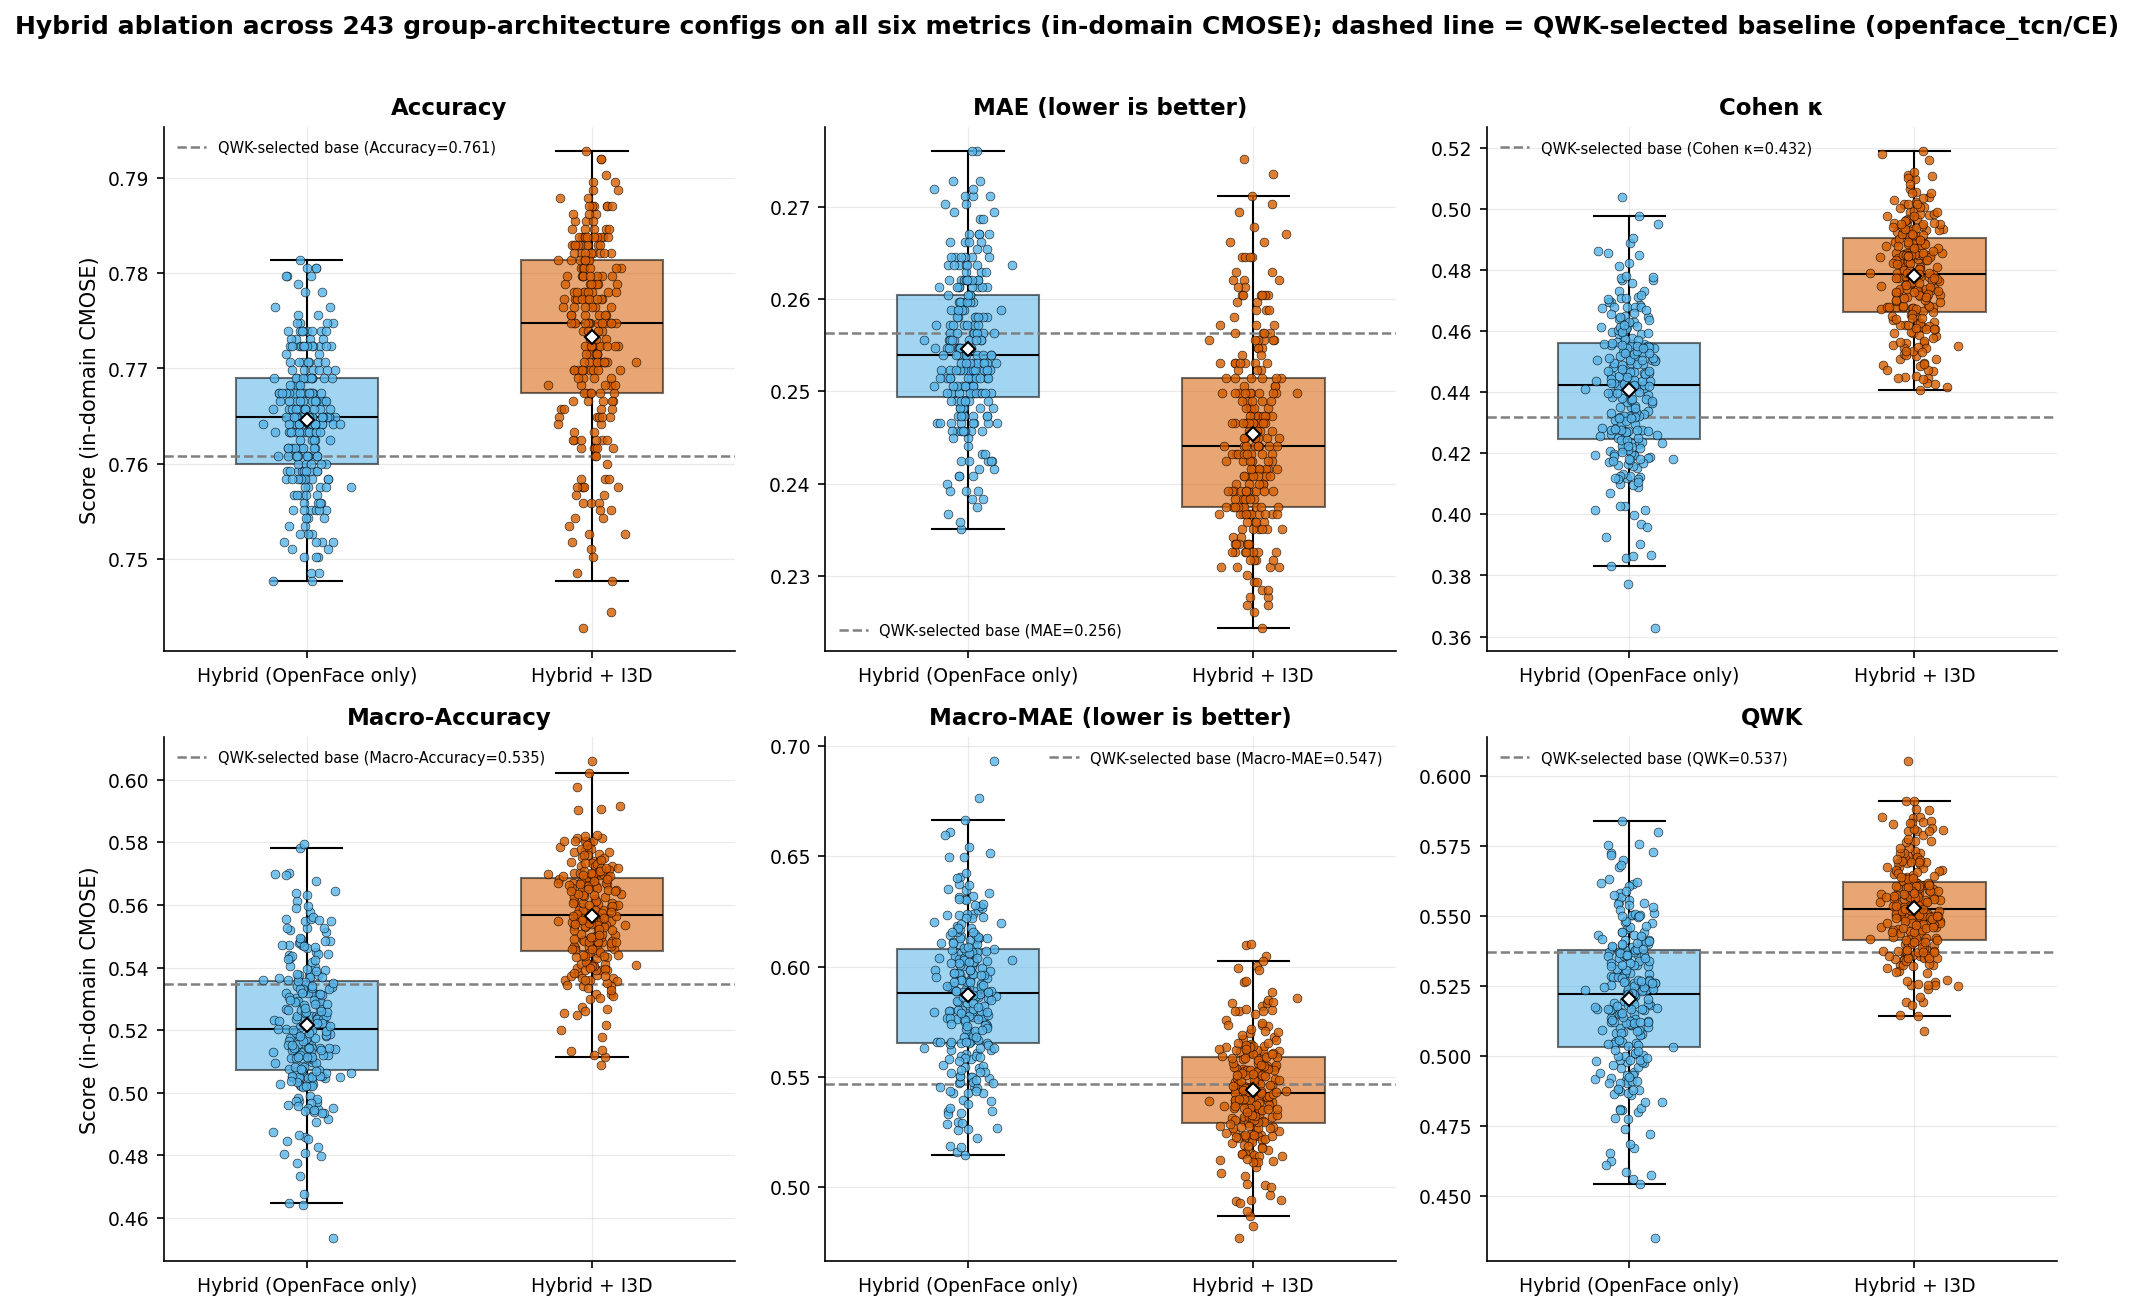 Hybrid ablation across 243 group-architecture configs on all six metrics (in-domain CMOSE); dashed line = QWK-selected baseline (openface_tcn/CE)
Accuracy
QWK-selected base (Accuracy=0.761)
Score (in-domain CMOSE)
0.79
0.78
0.77
0.76
0.75
Hybrid (OpenFace only)
Hybrid + I3D
MAE (lower is better)
0.27
0.26
0.25
0.24
0.23
QWK-selected base (MAE=0.256)
Hybrid (OpenFace only)
Hybrid + I3D
Cohen κ
QWK-selected base (Cohen κ=0.432)
0.52
0.50
0.48
0.46
0.44
0.42
0.40
0.38
0.36
Hybrid (OpenFace only)
Hybrid + I3D
Macro-Accuracy
QWK-selected base (Macro-Accuracy=0.535)
Score (in-domain CMOSE)
0.60
0.58
0.56
0.54
0.52
0.50
0.48
0.46
Hybrid (OpenFace only)
Hybrid + I3D
Macro-MAE (lower is better)
QWK-selected base (Macro-MAE=0.547)
0.70
0.65
0.60
0.55
0.50
Hybrid (OpenFace only)
Hybrid + I3D
QWK
QWK-selected base (QWK=0.537)
0.600
0.575
0.550
0.525
0.500
0.475
0.450
Hybrid (OpenFace only)
Hybrid + I3D